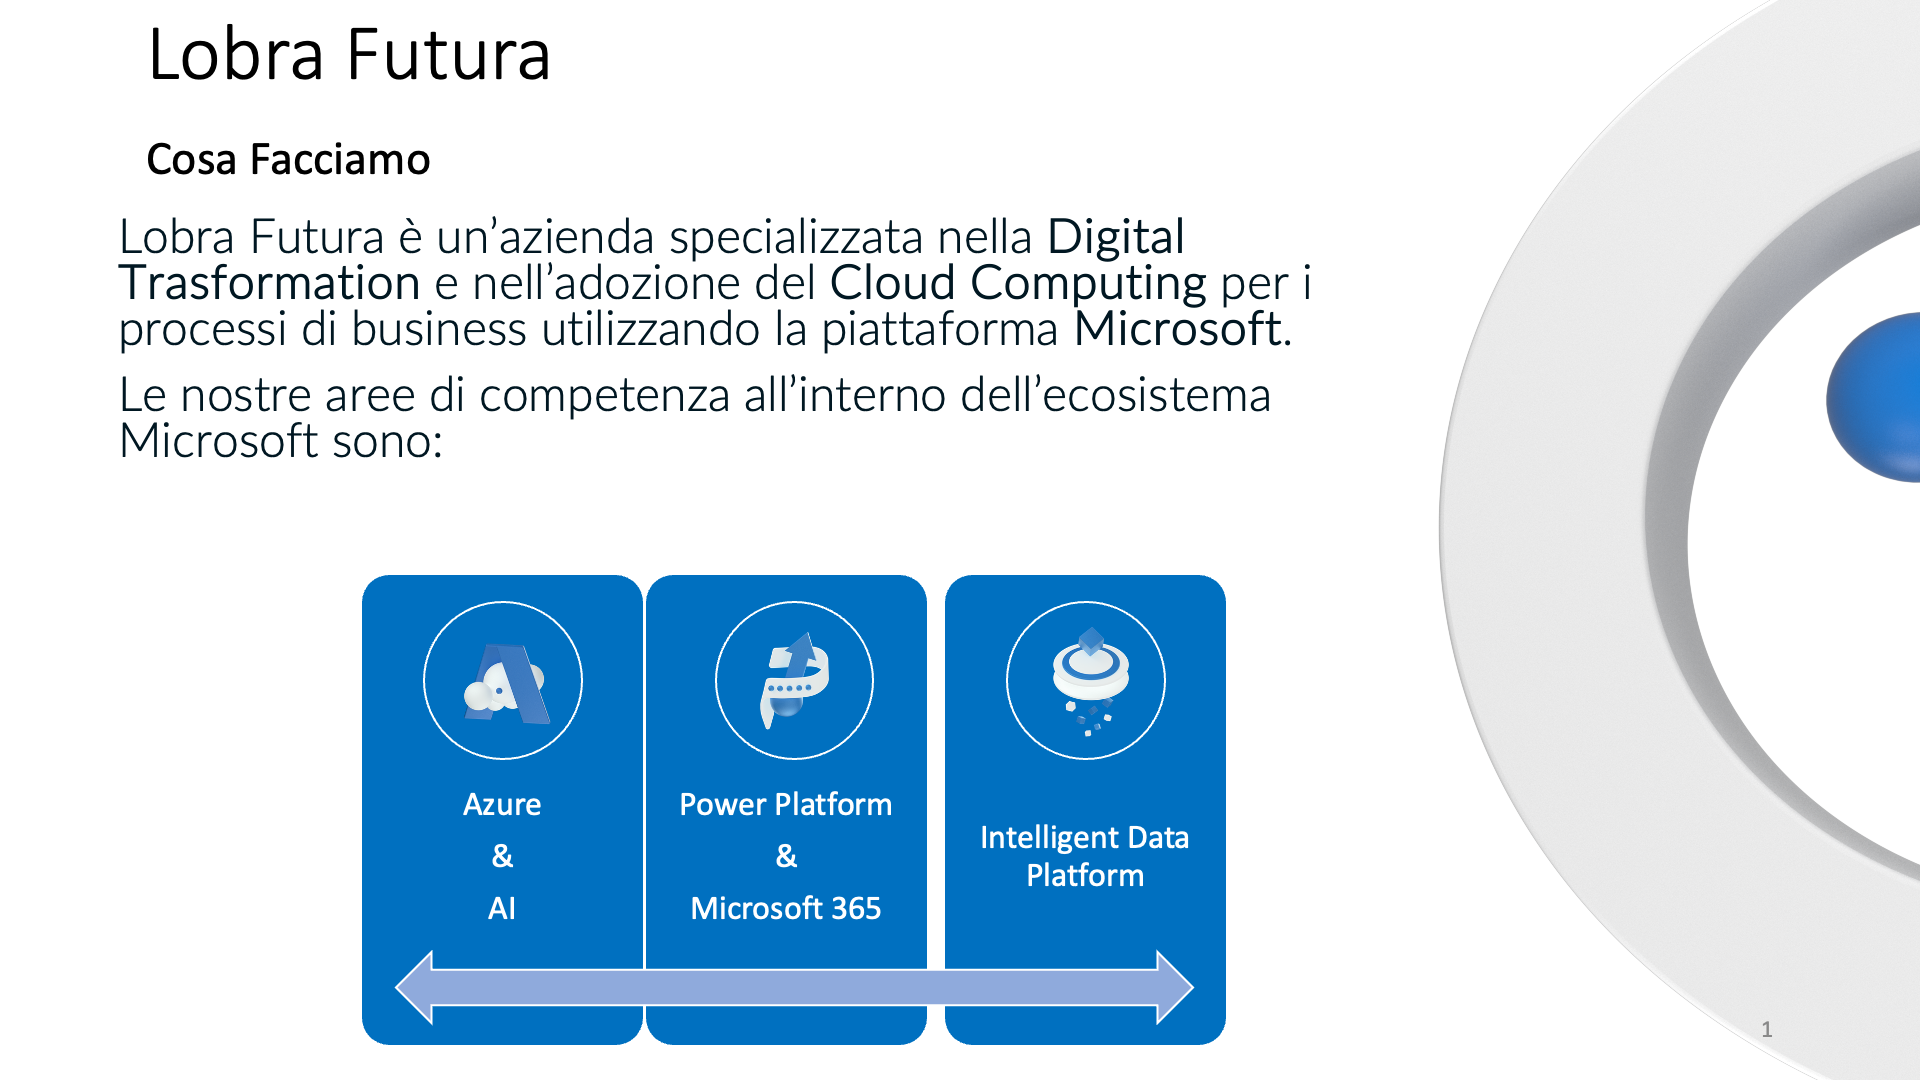 Lobra Futura
Cosa Facciamo
Lobra Futura è un’azienda specializzata nella Digital
Trasformation e nell’adozione del Cloud Computing per i
processi di business utilizzando la piattaforma Microsoft.
Le nostre aree di competenza all’interno dell’ecosistema
Microsoft sono:
Azure
&
AI
Power Platform
&
Microsoft 365
Intelligent Data
Platform
1